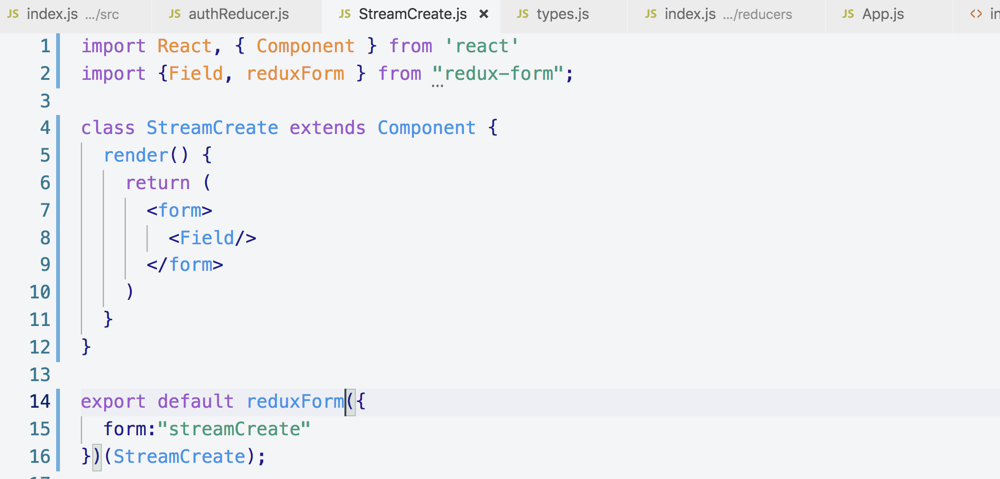 JS index.js .../src JS authReducer.js JS StreamCreate.js × JS types.js JS index.js .../reducers JS App.js <> in
1 import React, { Component } from 'react'
2 import {Field, reduxForm } from "redux-form";
3
4 class StreamCreate extends Component {
5 render() {
6 return (
7 <form>
8 <Field/>
9 </form>
10 )
11 }
12 }
13
14 export default reduxForm({
15 form:"streamCreate"
16 })(StreamCreate);
17